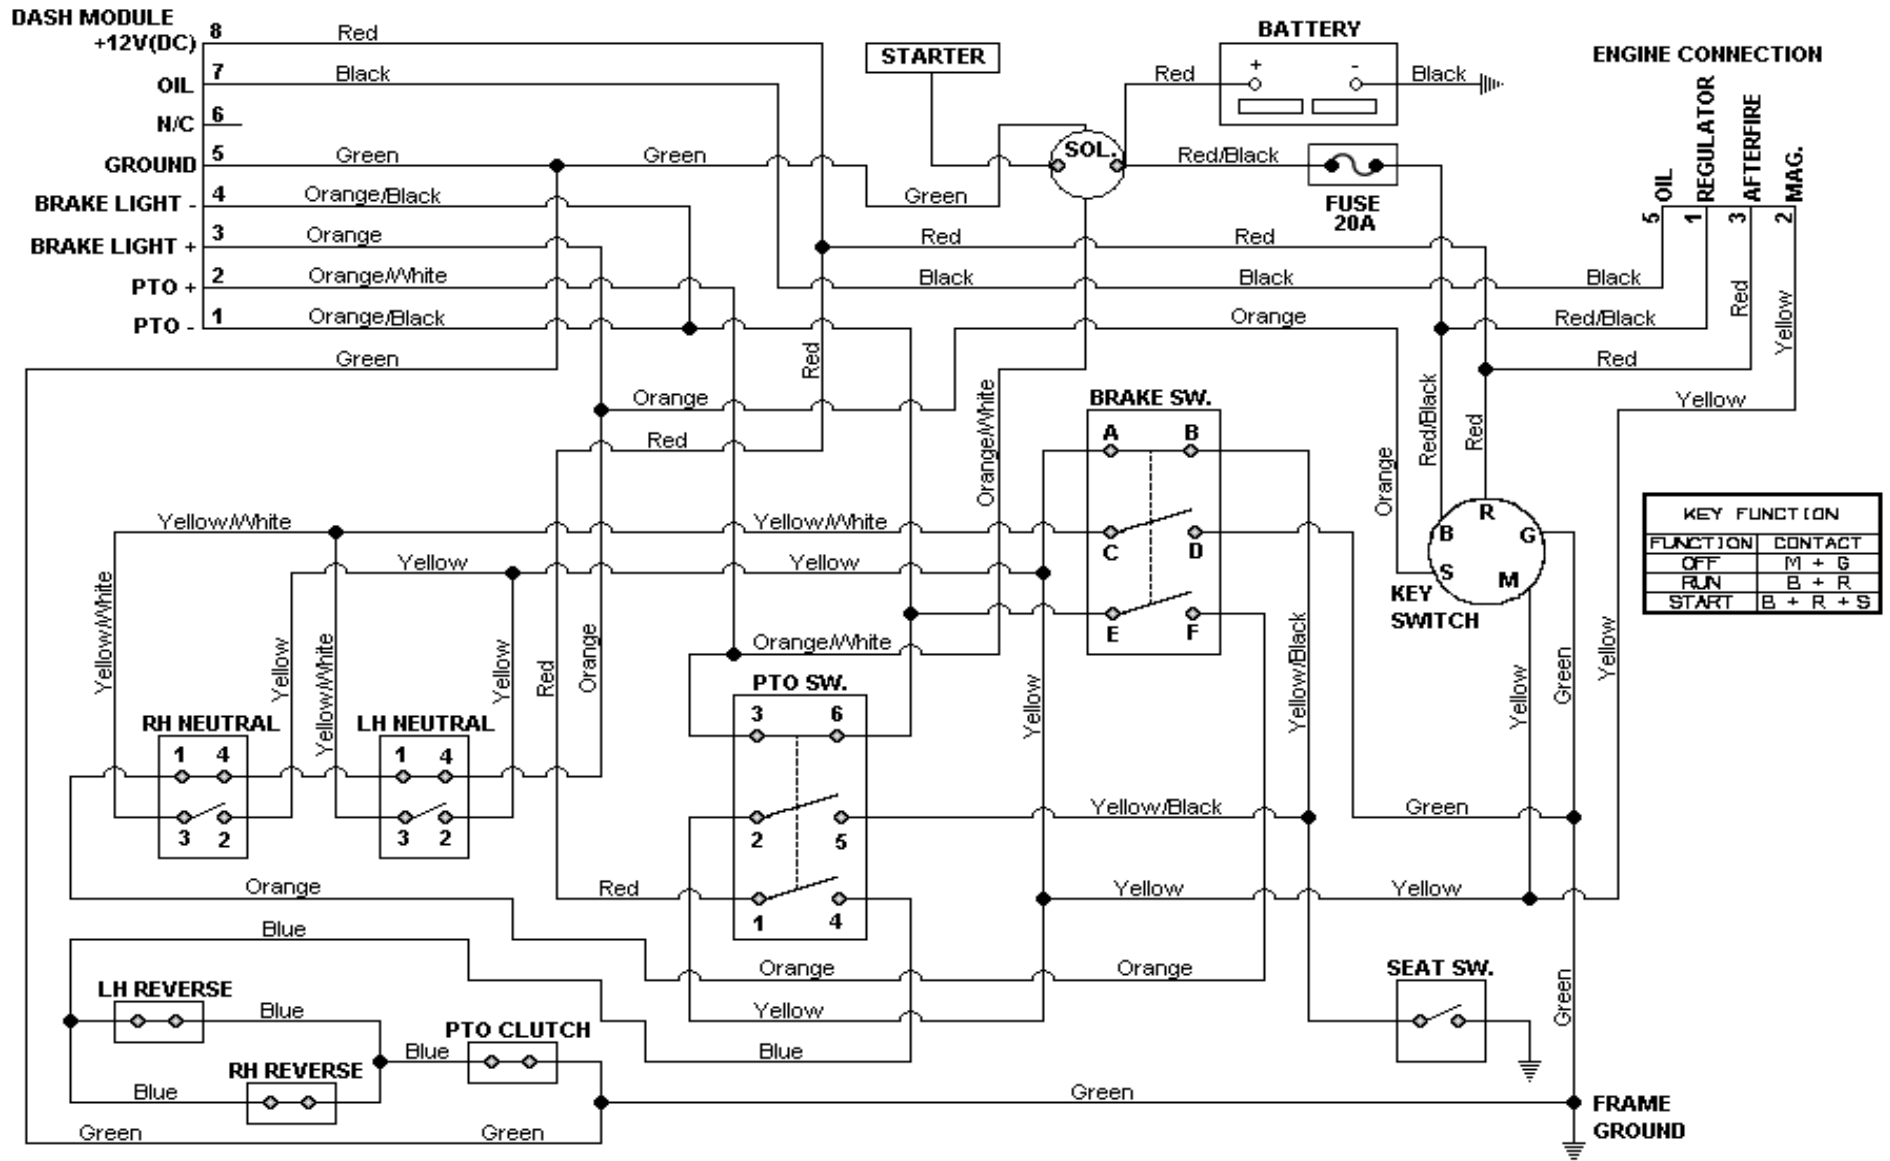 DASH MODULE
+12V(DC) 8 Red
OIL 7 Black
N/C 6
GROUND 5 Green Green
BRAKE LIGHT - 4 Orange/Black Green
BRAKE LIGHT + 3 Orange
PTO + 2 Orange/White
PTO - 1 Orange/Black
Green
STARTER
SOL.
BATTERY
+ -
Red Black
Red/Black
FUSE
20A
ENGINE CONNECTION
OIL REGULATOR AFTERFIRE MAG.
5 1 3 2
Red Red
Black Black Black
Orange Red/Black
Red Yellow
Red
Red
Yellow
Orange
Red
Orange/White
Orange
Red/Black
Red
BRAKE SW.
A B
C D
E F
B R G
S M
KEY
SWITCH
KEY FUNCTION
FUNCTION CONTACT
OFF M + G
RUN B + R
START B + R + S
Yellow/White Yellow/White
Yellow Yellow
Orange/White
Yellow/White
Yellow
Yellow/White
Yellow
Red
Orange
Yellow
Yellow/Black
Yellow
Green
Yellow
RH NEUTRAL
1 4
3 2
LH NEUTRAL
1 4
3 2
PTO SW.
3 6
2 5
1 4
Yellow/Black Green
Orange Red Yellow Yellow
Blue
Orange Orange
SEAT SW.
Green
LH REVERSE
Blue
Yellow
PTO CLUTCH
Blue Blue
RH REVERSE
Blue
Green
Green Green
FRAME
GROUND